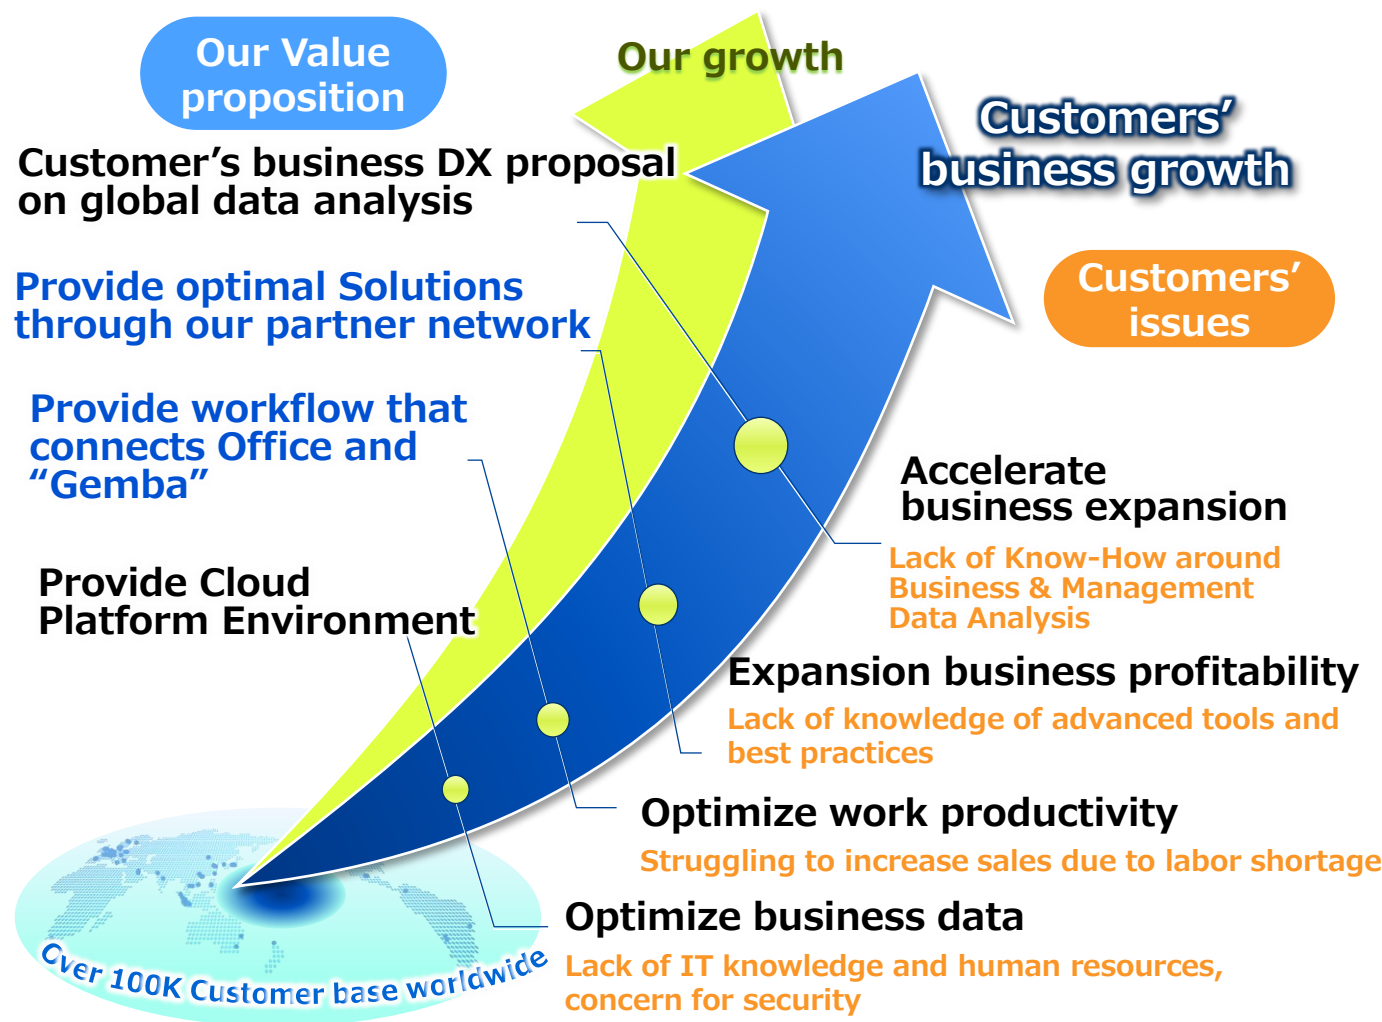 Our Value
proposition
Our growth
Customers’
business growth
Customer’s business DX proposal
on global data analysis
Provide optimal Solutions
through our partner network
Provide workflow that
connects Office and
“Gemba”
Provide Cloud
Platform Environment
Customers’
issues
Accelerate
business expansion
Lack of Know-How around
Business & Management
Data Analysis
Expansion business profitability
Lack of knowledge of advanced tools and
best practices
Optimize work productivity
Struggling to increase sales due to labor shortage
Optimize business data
Lack of IT knowledge and human resources,
concern for security
Over 100K Customer base worldwide